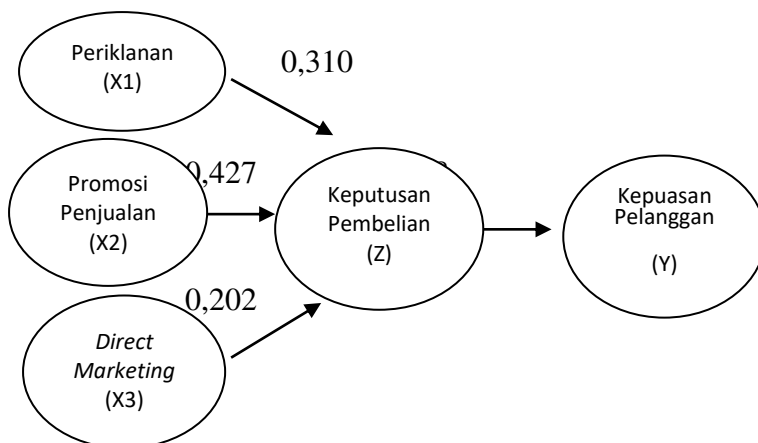 Periklanan
(X1)
0,310
Promosi
Penjualan
(X2)
0,427
Keputusan
Pembelian
(Z)
Kepuasan
Pelanggan
(Y)
0,202
Direct
Marketing
(X3)